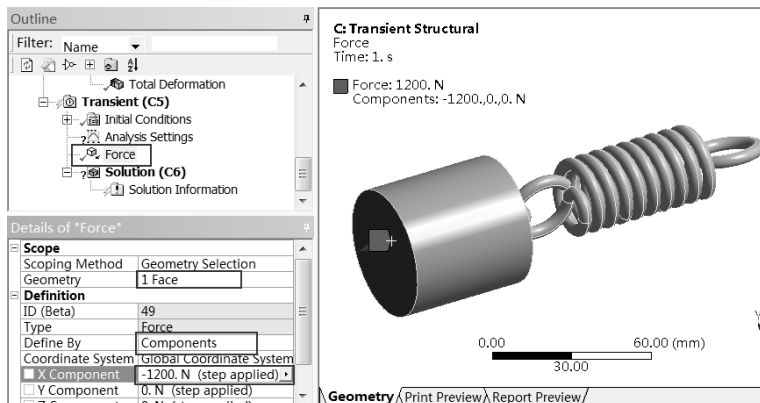 Outline
Filter: Name
Total Deformation
Transient (C5)
Initial Conditions
Analysis Settings
Force
Solution (C6)
Solution Information
Details of "Force"
Scope
Scoping Method Geometry Selection
Geometry 1 Face
Definition
ID (Beta) 49
Type Force
Define By Components
Coordinate System Global Coordinate System
X Component -1200. N (step applied)
Y Component 0. N (step applied)
C: Transient Structural
Force
Time: 1. s
Force: 1200. N
Components: -1200.,0.,0. N
0.00 60.00 (mm)
30.00
Geometry Print Preview Report Preview